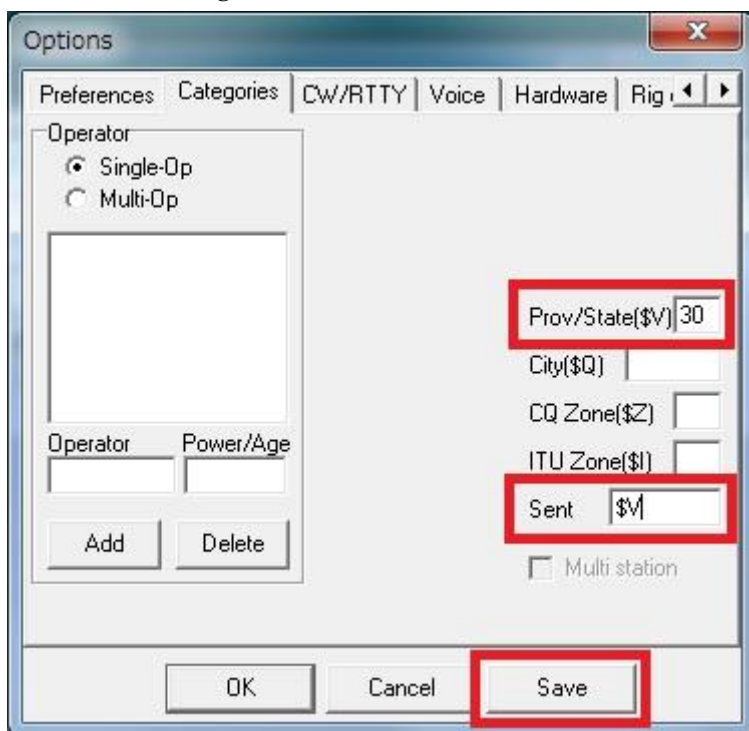 Options
Preferences Categories CW/RTTY Voice Hardware Rig
Operator
Single-Op
Multi-Op
Prov/State($V) 30
City($Q)
CQ Zone($Z)
Operator Power/Age
ITU Zone($I)
Sent $V
Add Delete
Multi station
OK Cancel Save